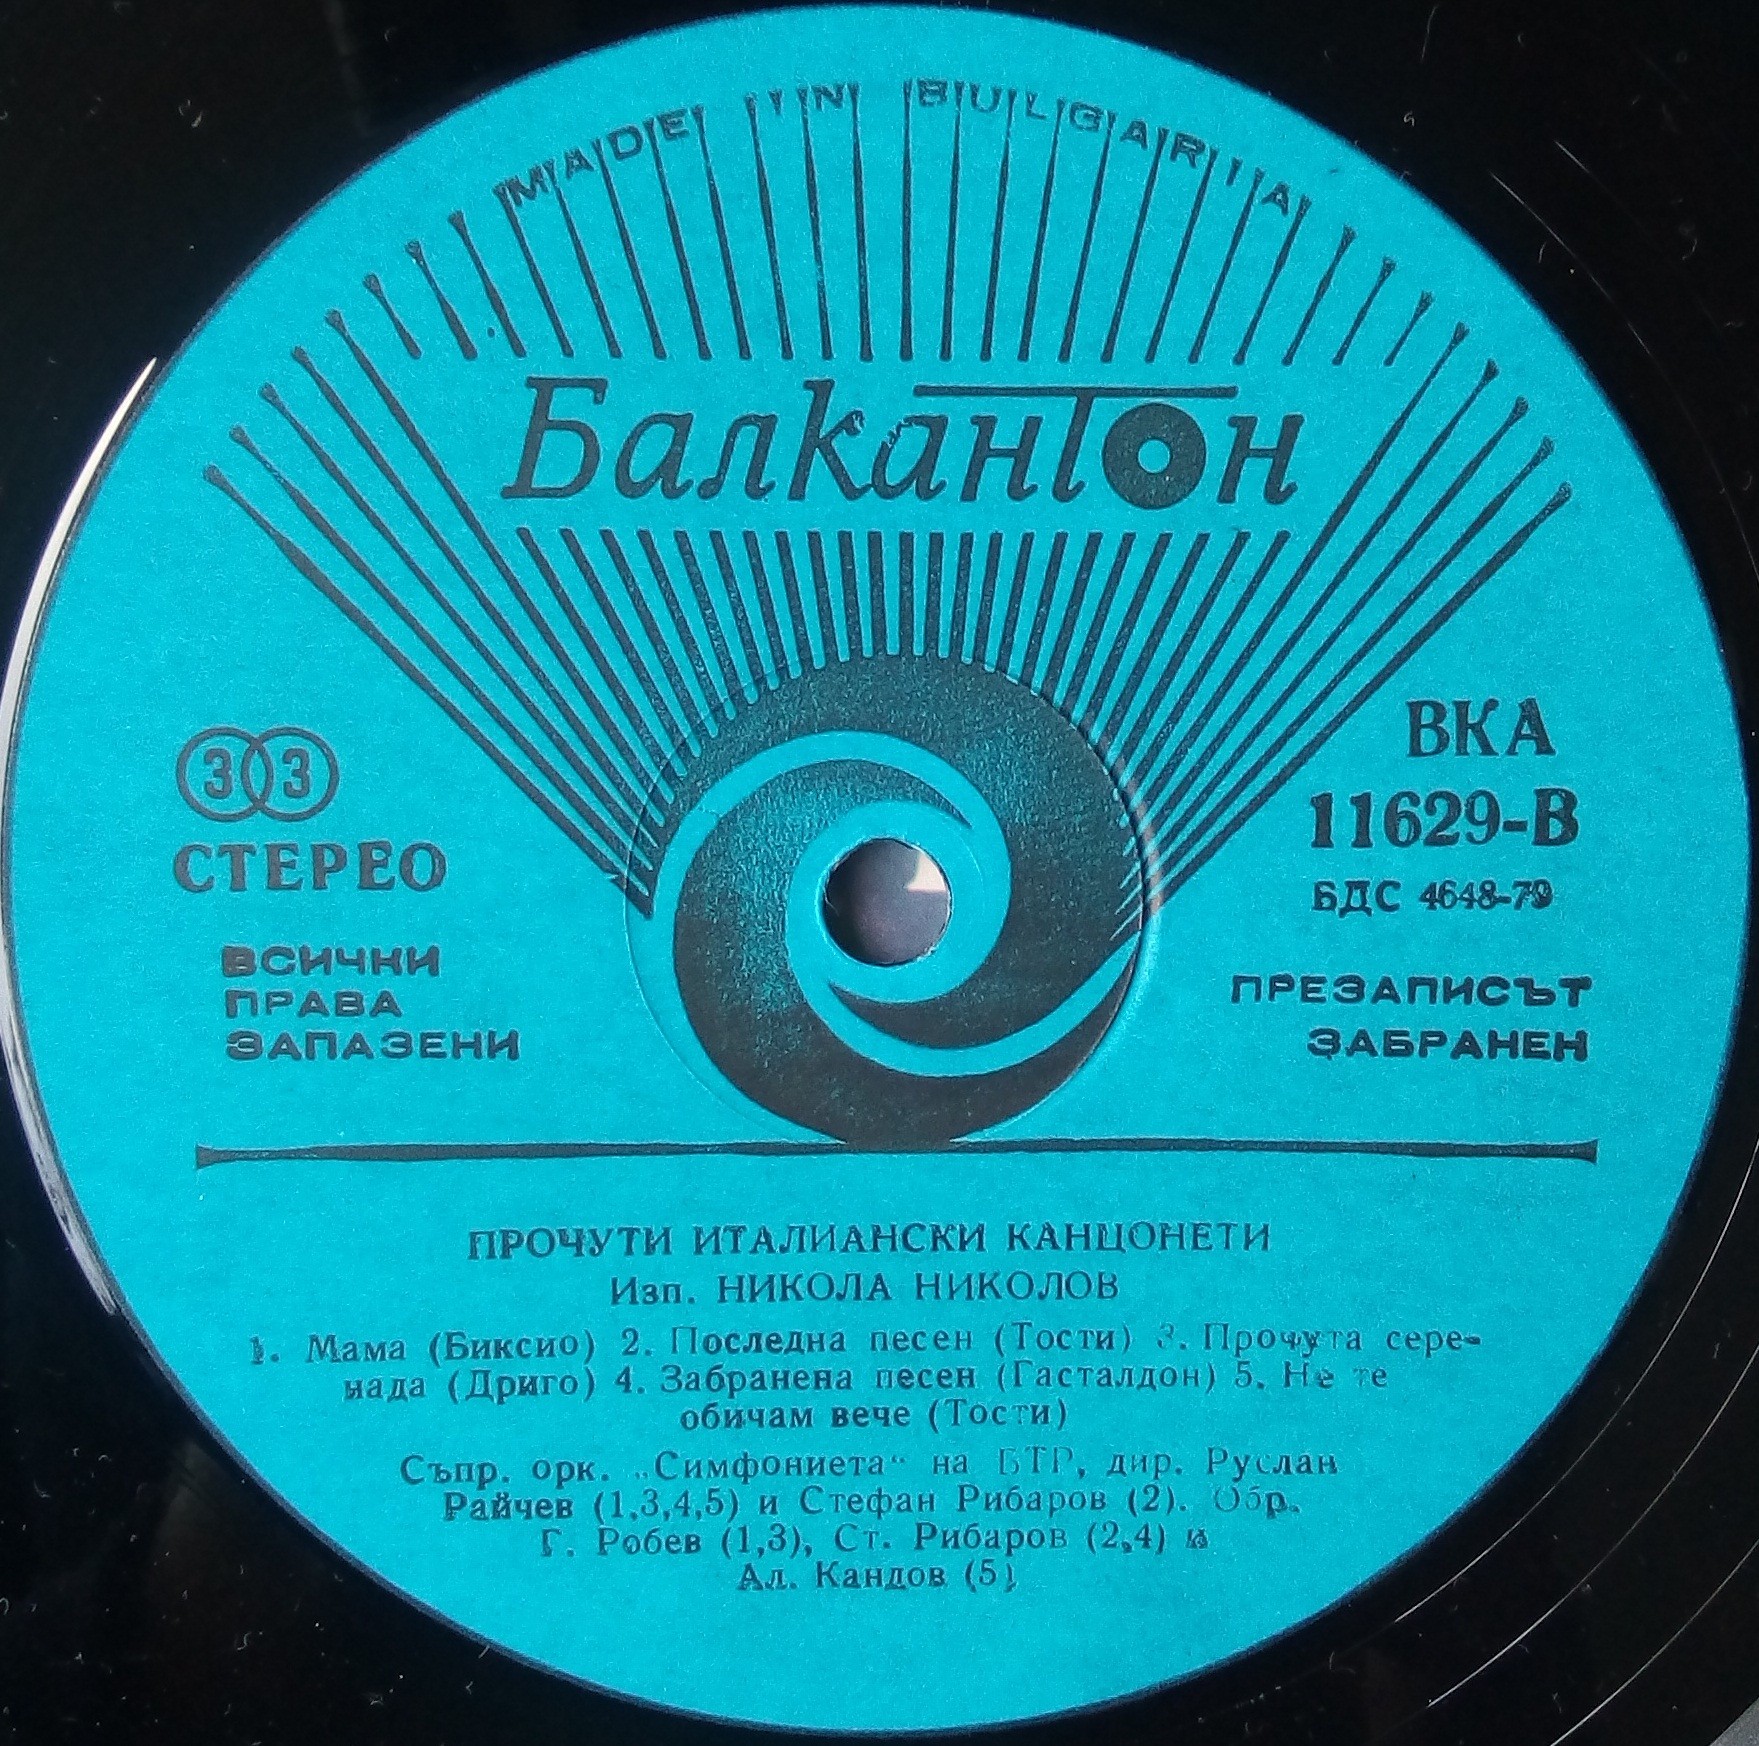 MADE IN BULGARIA
Балкантон
33
СТЕРЕО
ВСИЧКИ
ПРАВА
ЗАПАЗЕНИ
ВКА
11629-В
БДС 4648-79
ПРЕЗАПИСЪТ
ЗАБРАНЕН
ПРОЧУТИ ИТАЛИАНСКИ КАНЦОНЕТИ
Изп. НИКОЛА НИКОЛОВ
1. Мама (Биксио) 2. Последна песен (Тости) 3. Прочута сере-
нада (Дриго) 4. Забранена песен (Гасталдон) 5. Не те
обичам вече (Тости)
Съпр. орк. „Симфониета“ на БТР, дир. Руслан
Райчев (1,3,4,5) и Стефан Рибаров (2). Обр.
Г. Робев (1,3), Ст. Рибаров (2,4) и
Ал. Кандов (5)